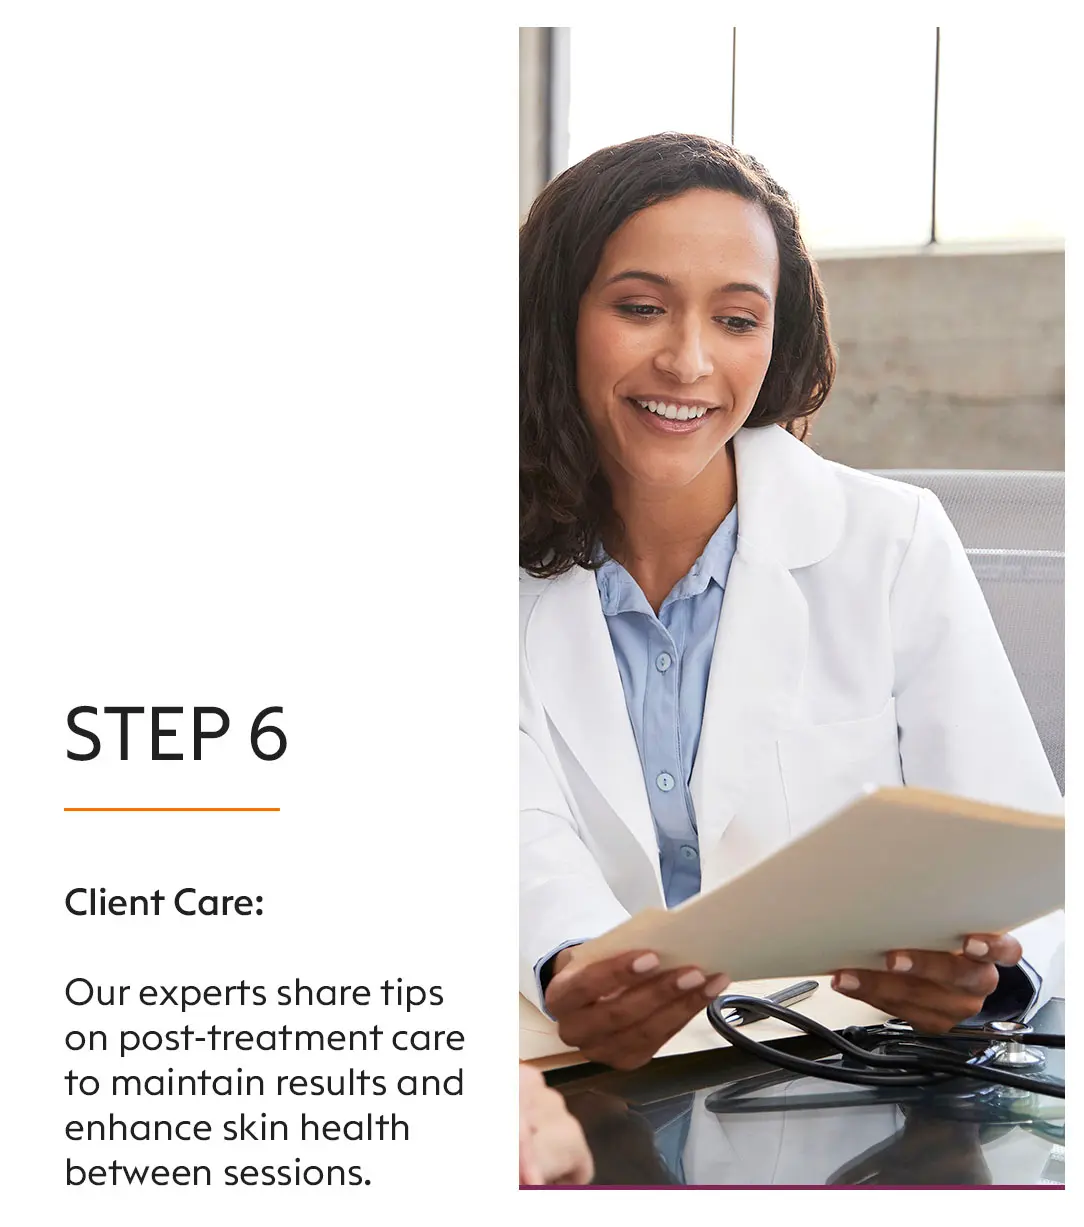 STEP 6
Client Care:
Our experts share tips
on post-treatment care
to maintain results and
enhance skin health
between sessions.